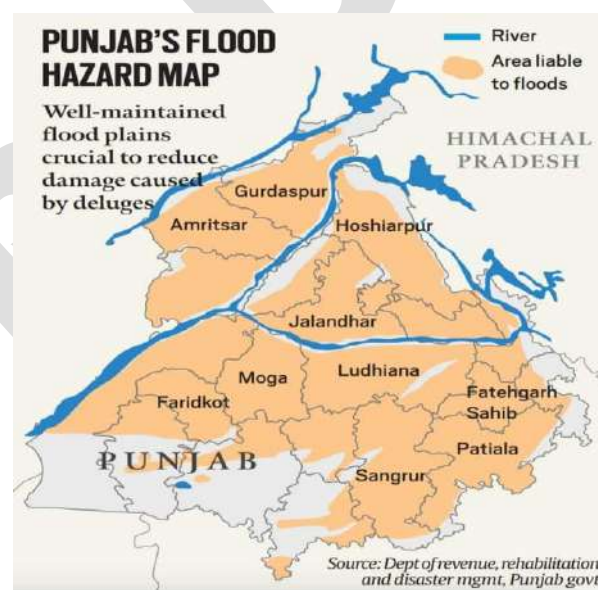 PUNJAB'S FLOOD
HAZARD MAP
Well-maintained
flood plains
crucial to reduce
damage caused
by deluges
River
Area liable
to floods
HIMACHAL
PRADESH
Gurdaspur
Amritsar
Hoshiarpur
Jalandhar
Ludhiana
Moga
Faridkot
Fatehgarh
Sahib
Patiala
PUNJAB
Sangrur
Source: Dept of revenue, rehabilitation
and disaster mgmt, Punjab govt